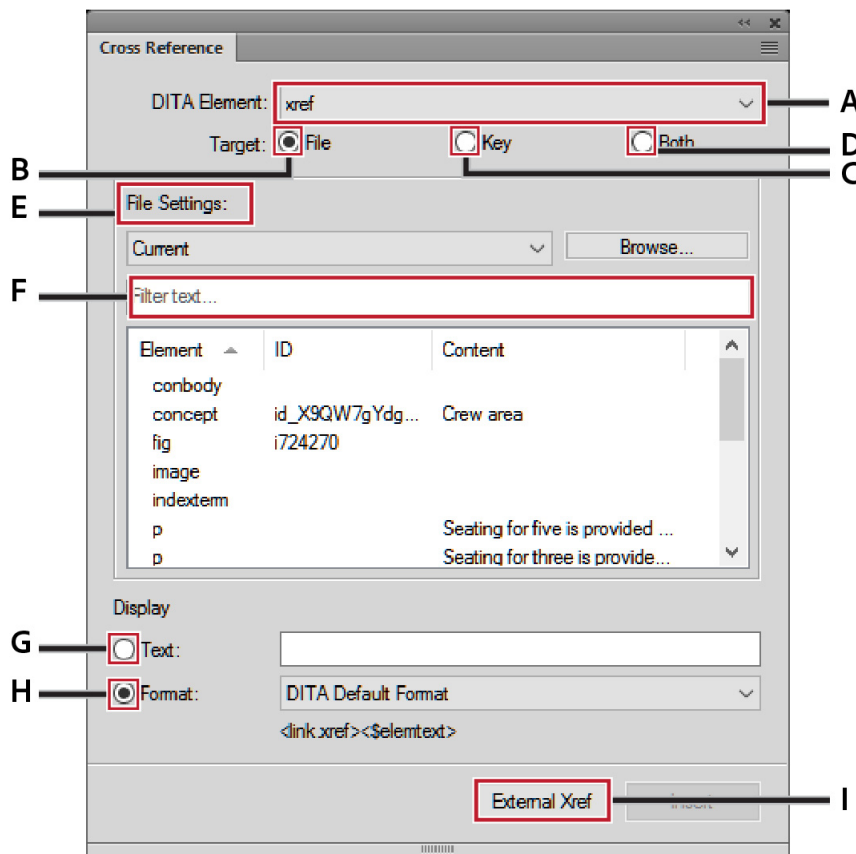 Cross Reference
DITA Element: xref A
Target: File Key Both D
B C
E File Settings:
Current Browse...
F Filter text...
Element ID Content
conbody
concept id_X9QW7gYdg... Crew area
fig i724270
image
indexterm
p Seating for five is provided ...
p Seating for three is provide...
Display
G Text:
H Format: DITA Default Format
<link.xref><$elemtext>
External Xref Insert I